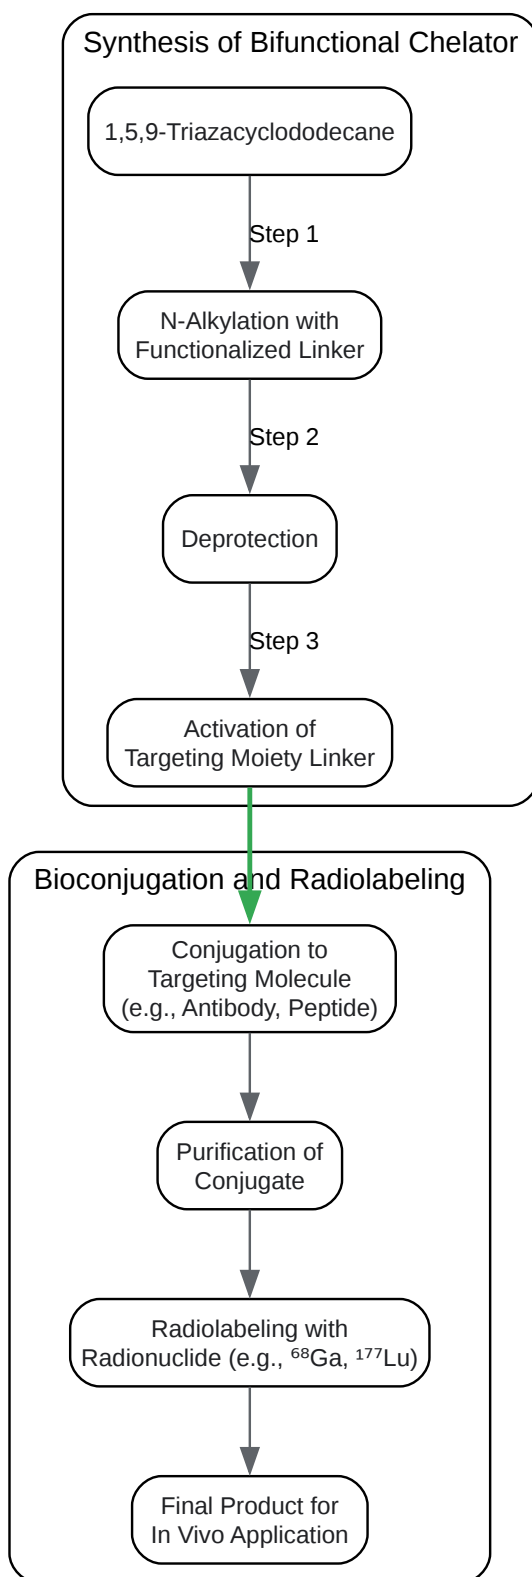 Synthesis of Bifunctional Chelator
1,5,9-Triazacyclododecane
Step 1
N-Alkylation with
Functionalized Linker
Step 2
Deprotection
Step 3
Activation of
Targeting Moiety Linker
Bioconjugation and Radiolabeling
Conjugation to
Targeting Molecule
(e.g., Antibody, Peptide)
Purification of
Conjugate
Radiolabeling with
Radionuclide (e.g., ⁶⁸Ga, ¹⁷⁷Lu)
Final Product for
In Vivo Application